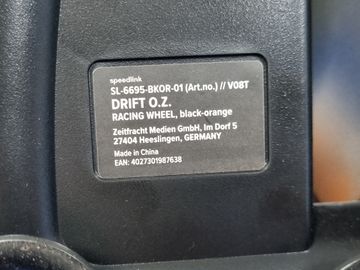 speedlink
SL-6695-BKOR-01 (Art.no.) // V08T
DRIFT O.Z.
RACING WHEEL, black-orange
Zeitfracht Medien GmbH, Im Dorf 5
27404 Heeslingen, GERMANY
Made in China
EAN: 4027301987638